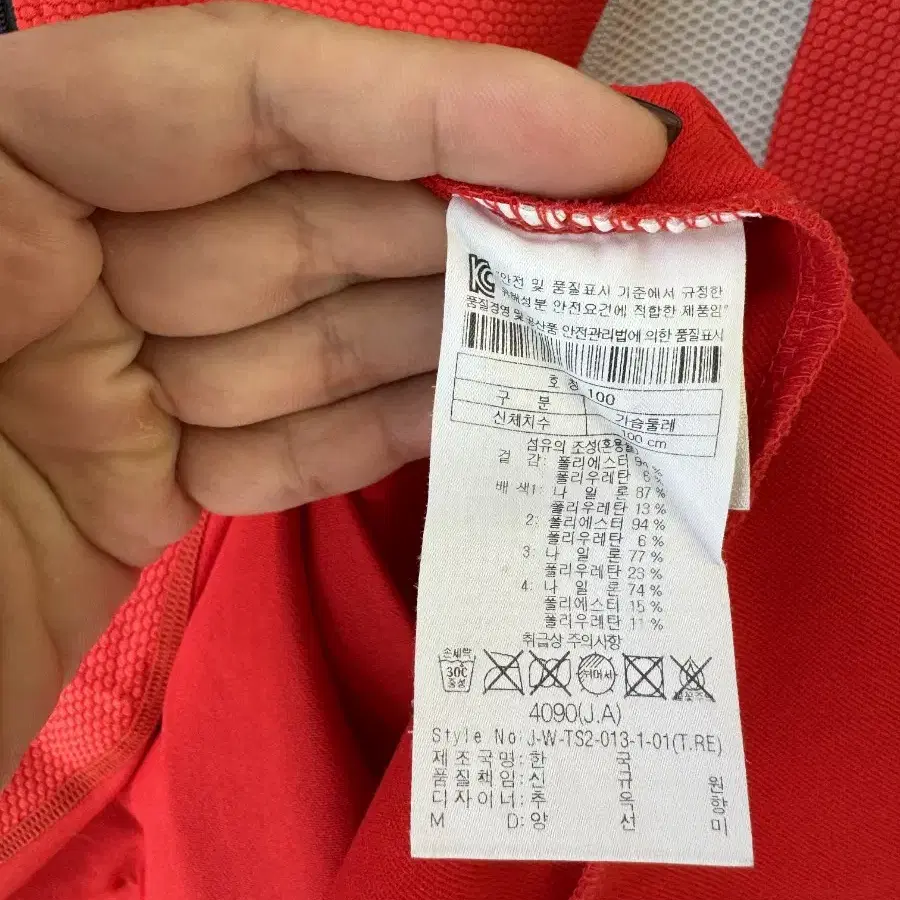 KC "안전 및 품질표시 기준에서 규정한
유해성분 안전요건에 적합한 제품임"
품질경영 및 공산품 안전관리법에 의한 품질표시
호칭 100
구 분 가슴둘레
신체치수 100 cm
섬유의 조성(혼용율)
겉 감: 폴리에스터
폴리우레탄 6 %
배 색1: 나 일 론 87 %
폴리우레탄 13 %
2: 폴리에스터 94 %
폴리우레탄 6 %
3: 나 일 론 77 %
폴리우레탄 23 %
4: 나 일 론 74 %
폴리에스터 15 %
폴리우레탄 11 %
취급상 주의사항
손세탁
30℃
중성
드라이
4090(J.A)
Style No: J-W-TS2-013-1-01(T.RE)
제조국명: 한 국
품질책임: 신 규 원
디자이너: 추 옥 향
M D: 양 선 미